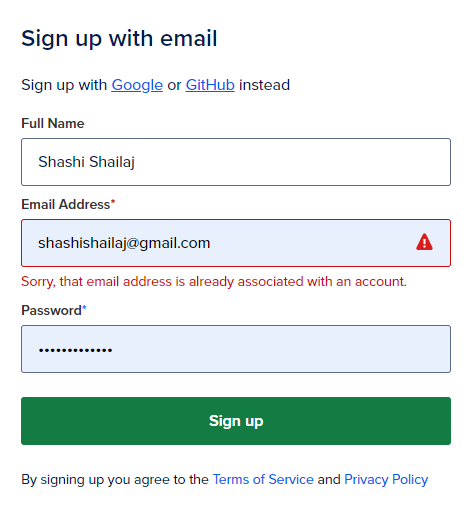 Sign up with email
Sign up with Google or GitHub instead
Full Name
Shashi Shailaj
Email Address*
shashishailaj@gmail.com
Sorry, that email address is already associated with an account.
Password*
•••••••••••••
Sign up
By signing up you agree to the Terms of Service and Privacy Policy